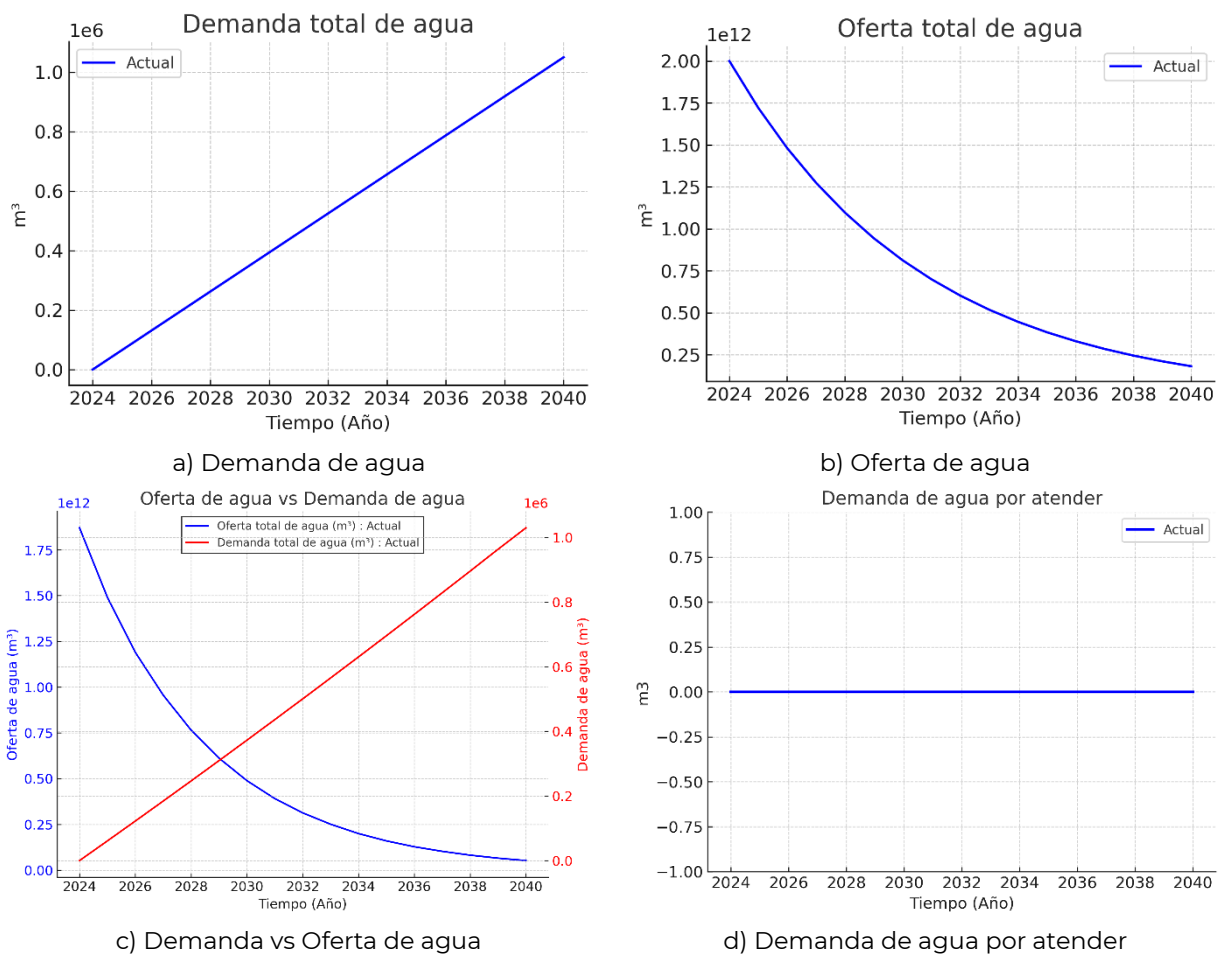 Demanda total de agua
1e6
Actual
1.0
0.8
0.6
0.4
0.2
0.0
m³
2024 2026 2028 2030 2032 2034 2036 2038 2040
Tiempo (Año)
a) Demanda de agua
Oferta total de agua
1e12
Actual
2.00
1.75
1.50
1.25
1.00
0.75
0.50
0.25
m³
2024 2026 2028 2030 2032 2034 2036 2038 2040
Tiempo (Año)
b) Oferta de agua
Oferta de agua vs Demanda de agua
1e12
1e6
Oferta total de agua (m³) : Actual
Demanda total de agua (m³) : Actual
1.75
1.50
1.25
1.00
0.75
0.50
0.25
0.00
Oferta de agua (m³)
1.0
0.8
0.6
0.4
0.2
0.0
Demanda de agua (m³)
2024 2026 2028 2030 2032 2034 2036 2038 2040
Tiempo (Año)
c) Demanda vs Oferta de agua
Demanda de agua por atender
Actual
1.00
0.75
0.50
0.25
0.00
−0.25
−0.50
−0.75
−1.00
m3
2024 2026 2028 2030 2032 2034 2036 2038 2040
Tiempo (Año)
d) Demanda de agua por atender